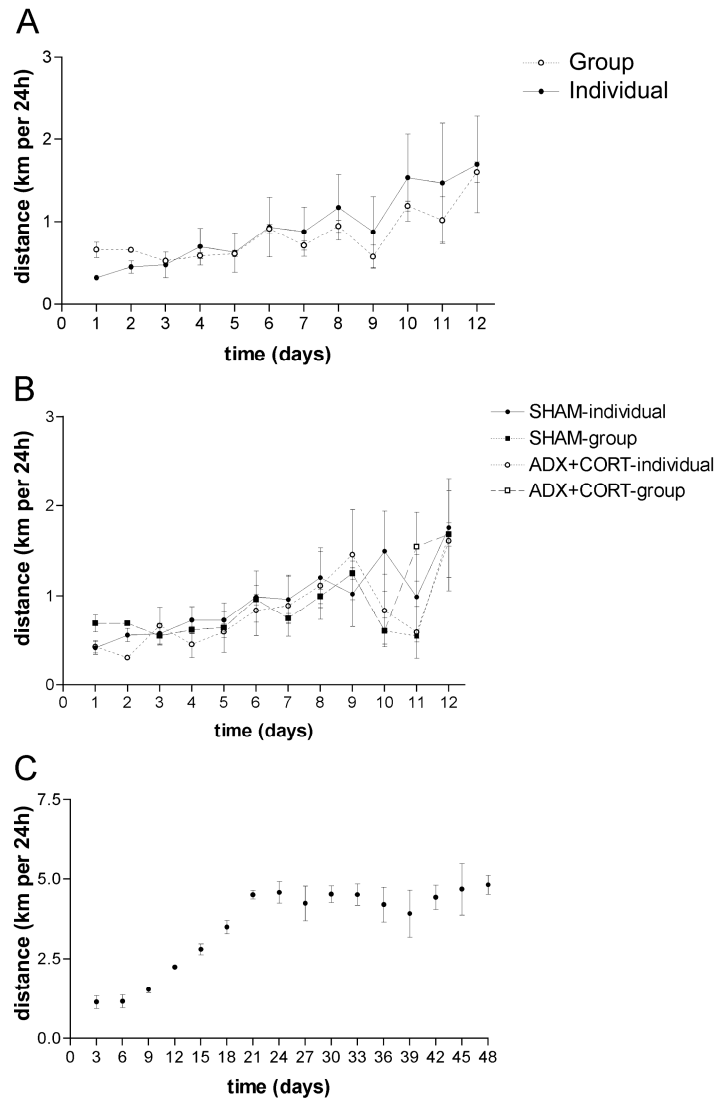 A
3
2
1
0
distance (km per 24h)
0 1 2 3 4 5 6 7 8 9 10 11 12
time (days)
Group
Individual
B
3
2
1
0
distance (km per 24h)
0 1 2 3 4 5 6 7 8 9 10 11 12
time (days)
SHAM-individual
SHAM-group
ADX+CORT-individual
ADX+CORT-group
C
7.5
5.0
2.5
0.0
distance (km per 24h)
0 3 6 9 12 15 18 21 24 27 30 33 36 39 42 45 48
time (days)